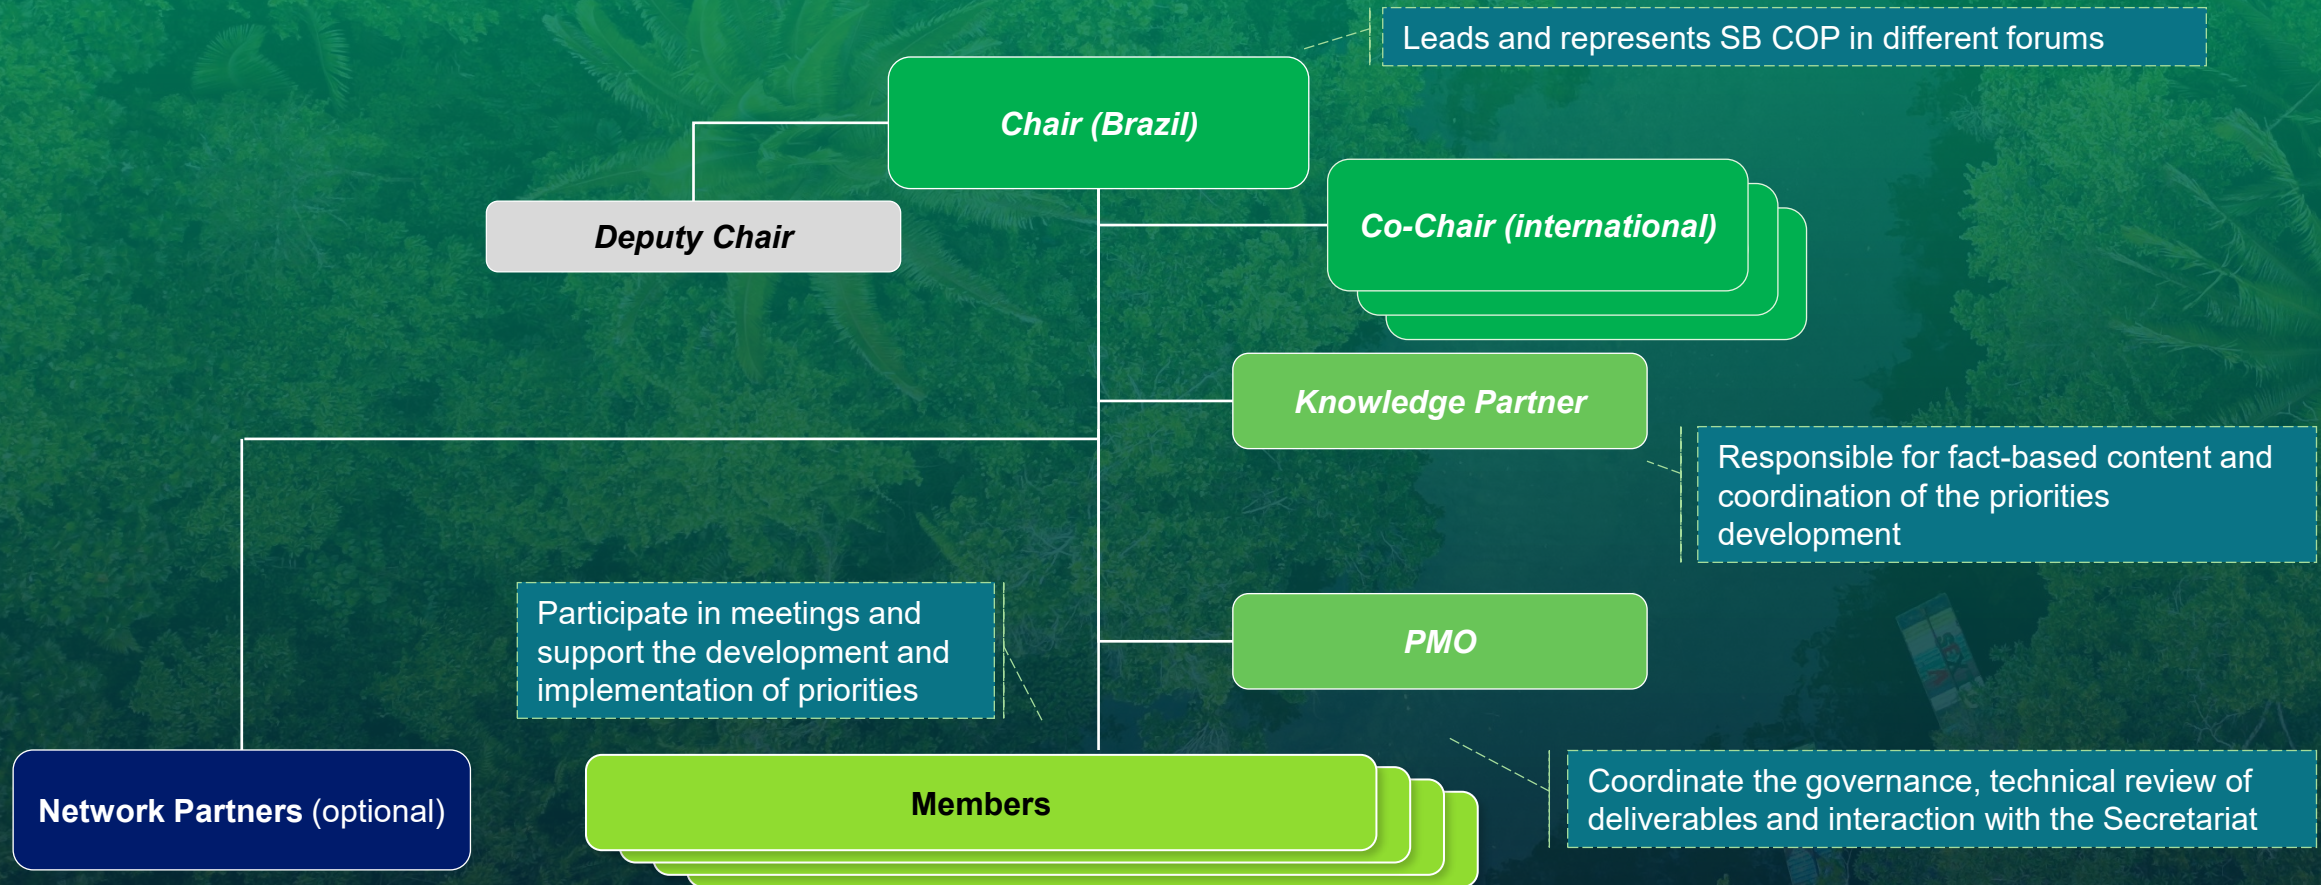 Leads and represents SB COP in different forums
Chair (Brazil)
Deputy Chair
Co-Chair (international)
Knowledge Partner
Responsible for fact-based content and
coordination of the priorities
development
Participate in meetings and
support the development and
implementation of priorities
PMO
Network Partners (optional)
Members
Coordinate the governance, technical review of
deliverables and interaction with the Secretariat